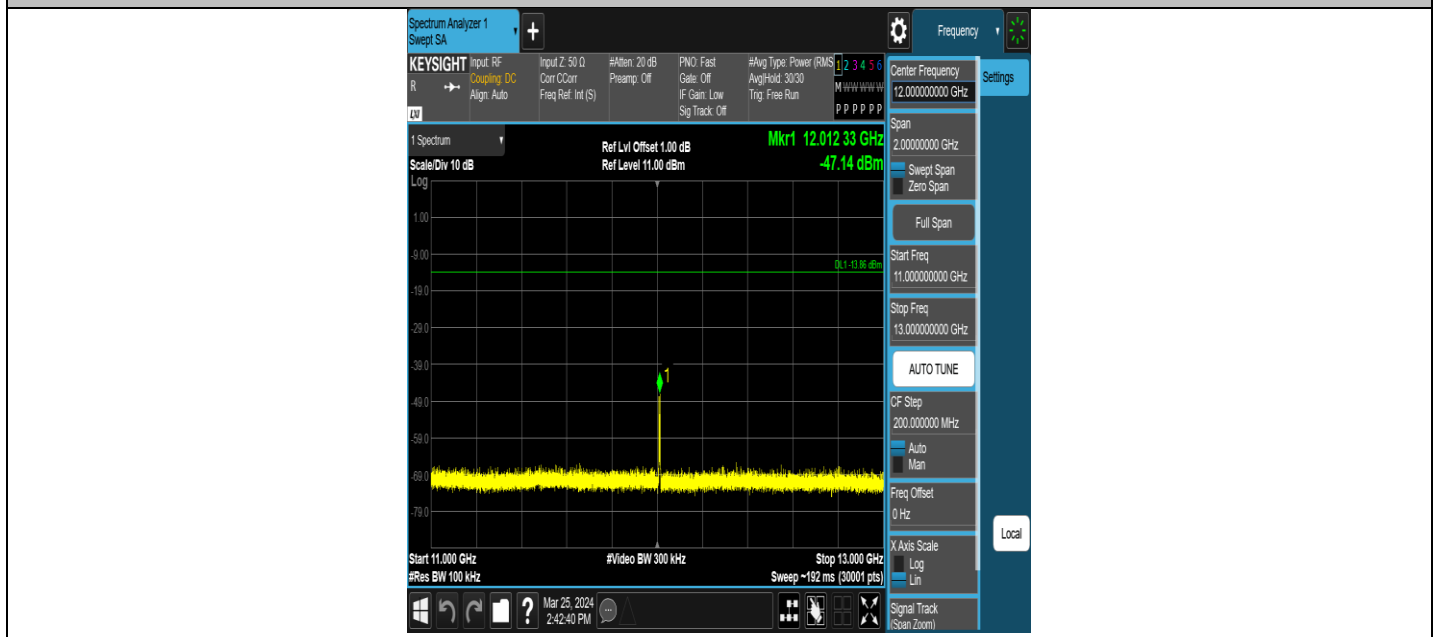 Spectrum Analyzer 1
Swept SA
+
Frequency
KEYSIGHT
R
LXI
Input: RF
Coupling: DC
Align: Auto
Input Z: 50 Ω
Corr CCorr
Freq Ref: Int (S)
#Atten: 20 dB
Preamp: Off
PNO: Fast
Gate: Off
IF Gain: Low
Sig Track: Off
#Avg Type: Power (RMS
Avg|Hold: 30/30
Trig: Free Run
1 2 3 4 5 6
M W W W W W
P P P P P P
1 Spectrum
Scale/Div 10 dB
Log
Ref Lvl Offset 1.00 dB
Ref Level 11.00 dBm
Mkr1 12.012 33 GHz
-47.14 dBm
1.00
-9.00
DL1 -13.86 dBm
-19.0
-29.0
-39.0
1
-49.0
-59.0
-69.0
-79.0
Start 11.000 GHz
#Res BW 100 kHz
#Video BW 300 kHz
Stop 13.000 GHz
Sweep ~192 ms (30001 pts)
Center Frequency
12.000000000 GHz
Settings
Span
2.00000000 GHz
Swept Span
Zero Span
Full Span
Start Freq
11.000000000 GHz
Stop Freq
13.000000000 GHz
AUTO TUNE
CF Step
200.000000 MHz
Auto
Man
Freq Offset
0 Hz
Local
X Axis Scale
Log
Lin
Signal Track
(Span Zoom)
?
Mar 25, 2024
2:42:40 PM